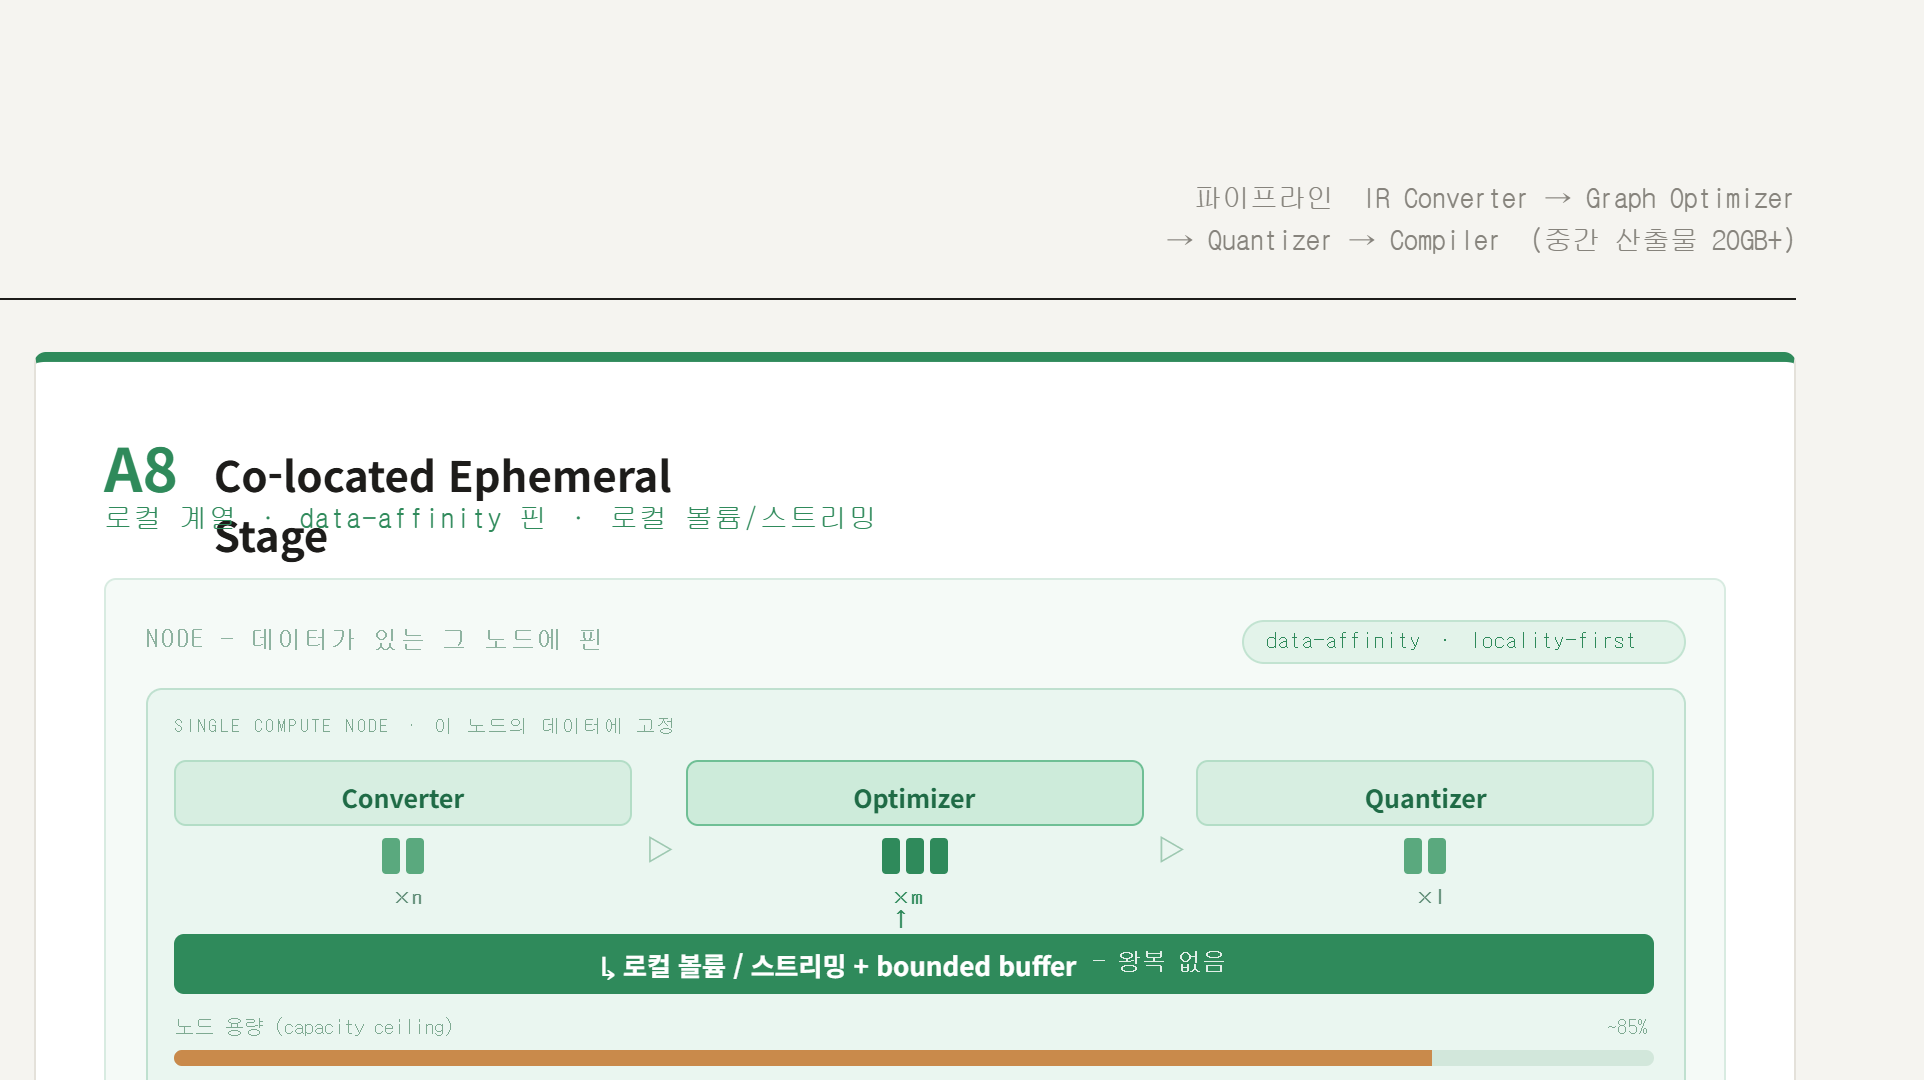 파이프라인 IR Converter → Graph Optimizer
→ Quantizer → Compiler (중간 산출물 20GB+)
A8 Co-located Ephemeral
Stage
로컬 계열 · data-affinity 핀 · 로컬 볼륨/스트리밍
NODE — 데이터가 있는 그 노드에 핀
data-affinity · locality-first
SINGLE COMPUTE NODE · 이 노드의 데이터에 고정
Converter
Optimizer
Quantizer
×n
×m
×l
↑
↳ 로컬 볼륨 / 스트리밍 + bounded buffer — 왕복 없음
노드 용량 (capacity ceiling)
~85%